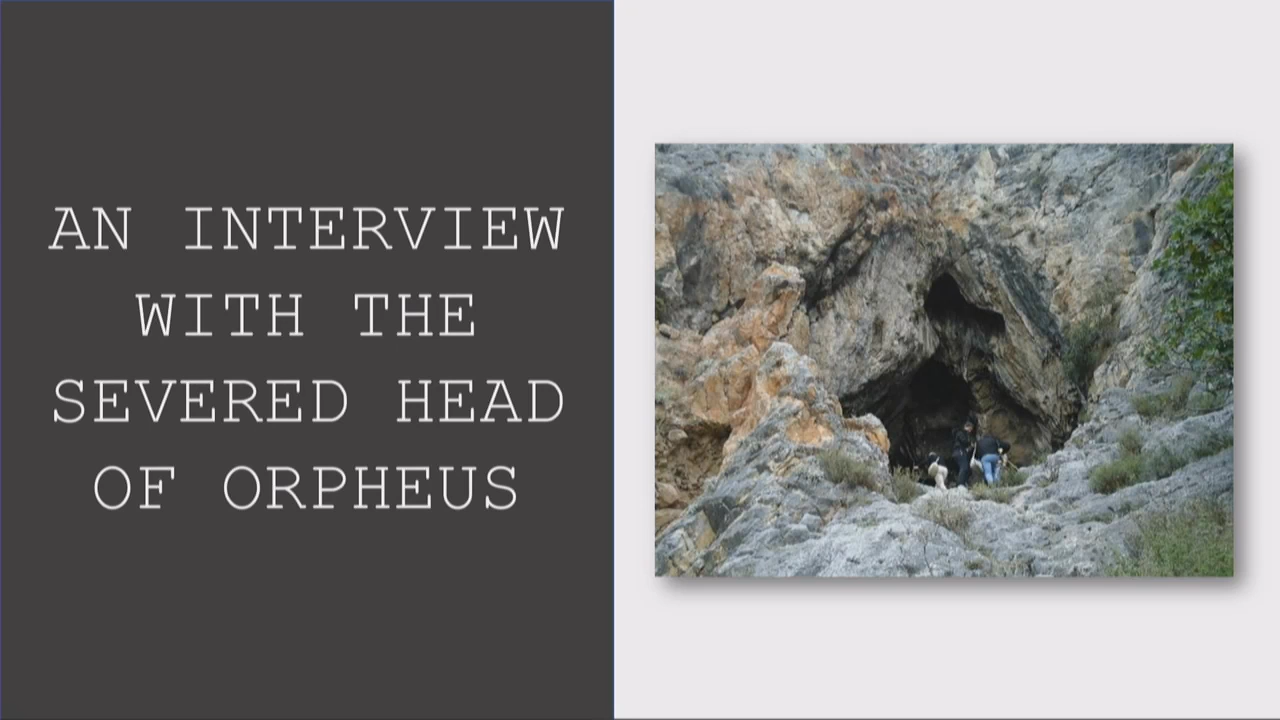 AN INTERVIEW
WITH THE
SEVERED HEAD
OF ORPHEUS